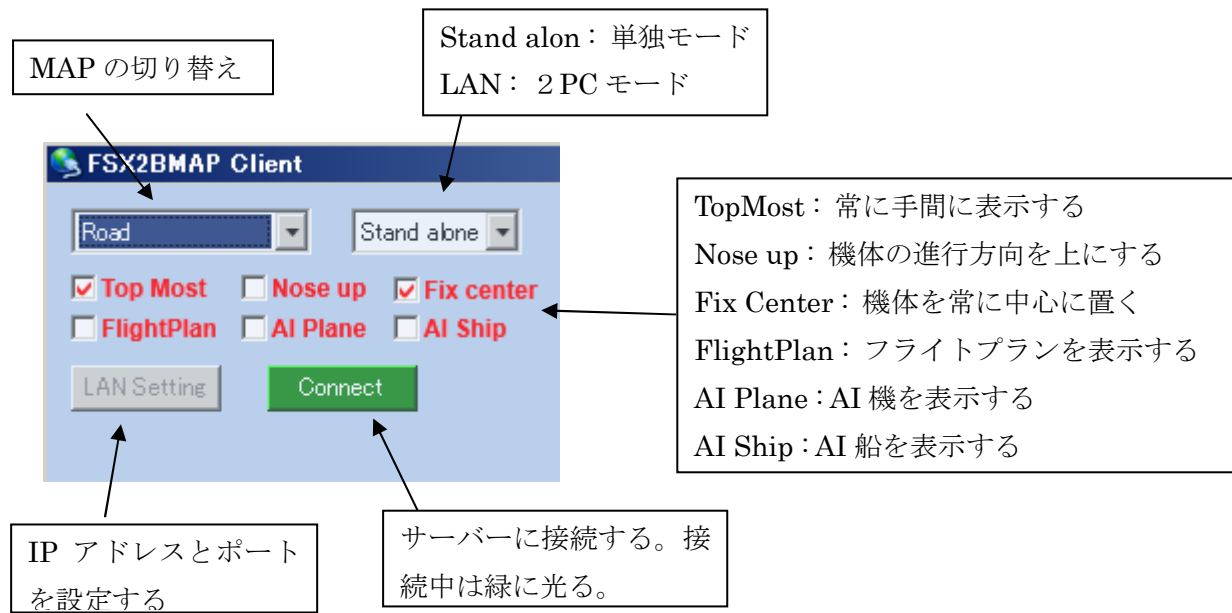 MAP の切り替え
Stand alon：単独モード
LAN：２PC モード
FSX2BMAP Client
Road
Stand alone
Top Most
Nose up
Fix center
FlightPlan
AI Plane
AI Ship
LAN Setting
Connect
TopMost：常に手間に表示する
Nose up：機体の進行方向を上にする
Fix Center：機体を常に中心に置く
FlightPlan：フライトプランを表示する
AI Plane：AI 機を表示する
AI Ship：AI 船を表示する
IP アドレスとポート
を設定する
サーバーに接続する。接
続中は緑に光る。